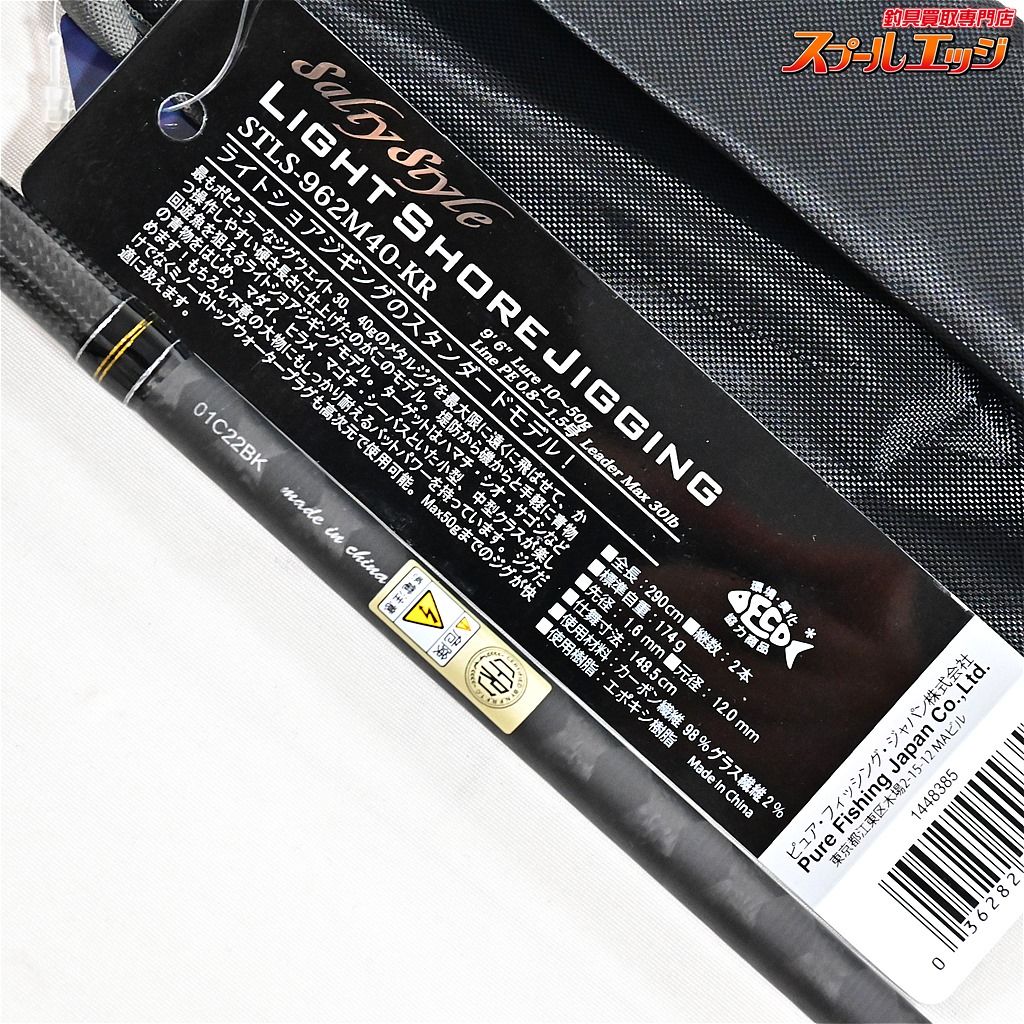 釣具買取専門店
スプールエッジ
Salty Style
LIGHT SHORE JIGGING
STLS-962M40-KR
9'6" Lure 10~50g
Line PE 0.8~1.5号 Leader Max 30lb
ライトショアジギングのスタンダードモデル!
最もポピュラーなジグウエイト30、40gのメタルジグを最大限に遠くに飛ばせて、か
つ操作しやすい硬さ長さに仕上げたのがこのモデル。堤防から磯からと手軽に青物
回遊魚を狙えるライトショアジギングモデル。ターゲットはハマチ・シオ・サゴシなど
の青物をはじめ、マダイ、ヒラメ・マゴチ・シーバスといた小型、中型クラスが楽し
めます!もちろん不意の大物にもしっかり耐えるバットパワーを持っています。ジグだ
けでなくミノーやトップウォータープラグも高次元で使用可能。Max50gまでのジグが快
適に扱えます。
■全長:290cm■継数:2本
■標準自重:174g
■先径:1.6mm■元径:12.0mm
■仕舞寸法:148.5cm
■使用材料:カーボン繊維98%グラス繊維2%
■使用樹脂:エポキシ樹脂 Made in China
環境・美化
ECO
協力商品
ピュア・フィッシング・ジャパン株式会社
Pure Fishing Japan Co.,Ltd.
東京都江東区木場2-15-12 MAビル
1448385
0 36282
01C22BK
made in china
感電注意
危険